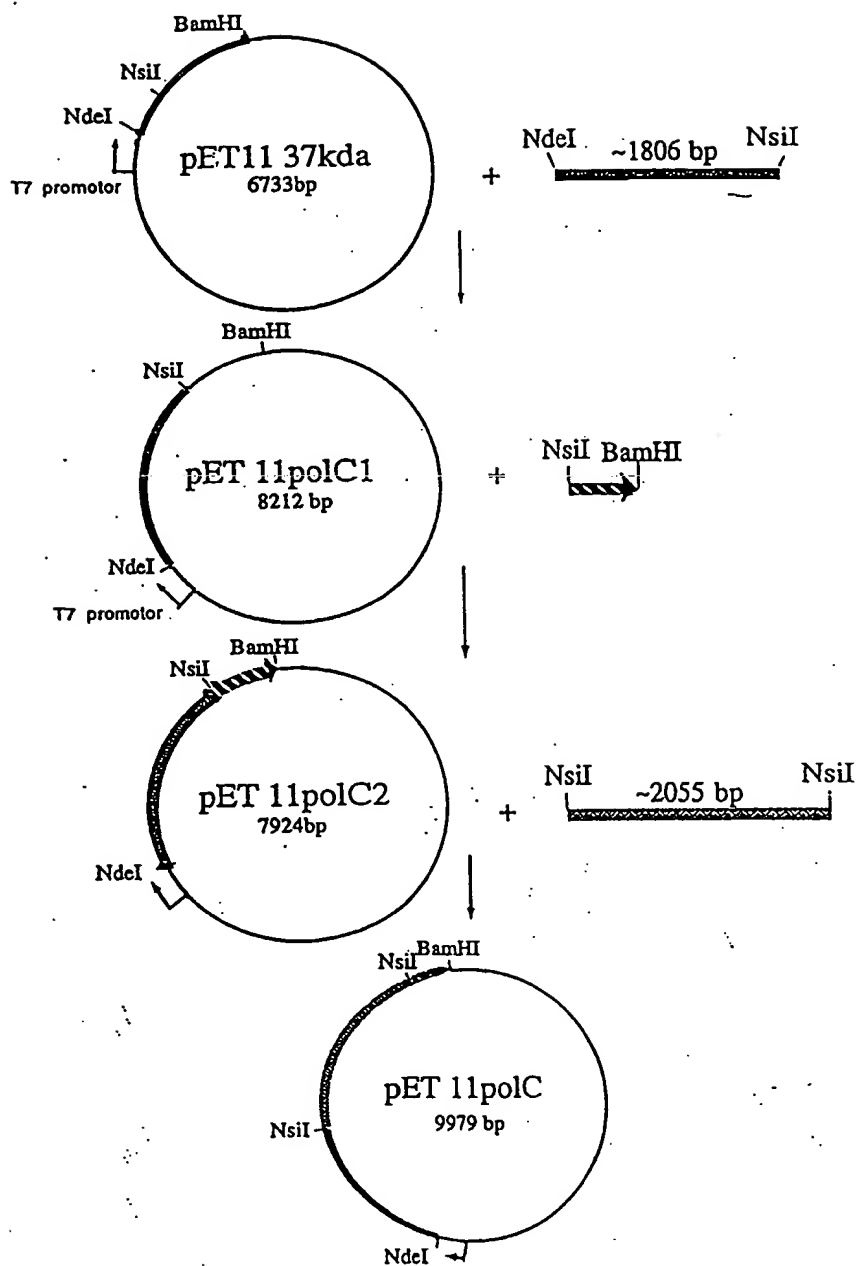 BamHI
NsiI
NdeI
T7 promotor
pET11 37kda
6733bp
+
NdeI
~1806 bp
NsiI
BamHI
NsiI
pET 11polC1
8212 bp
NdeI
T7 promotor
+
NsiI BamHI
BamHI
NsiI
pET 11polC2
7924bp
NdeI
+
NsiI
~2055 bp
NsiI
BamHI
NsiI
pET 11polC
9979 bp
NsiI
NdeI